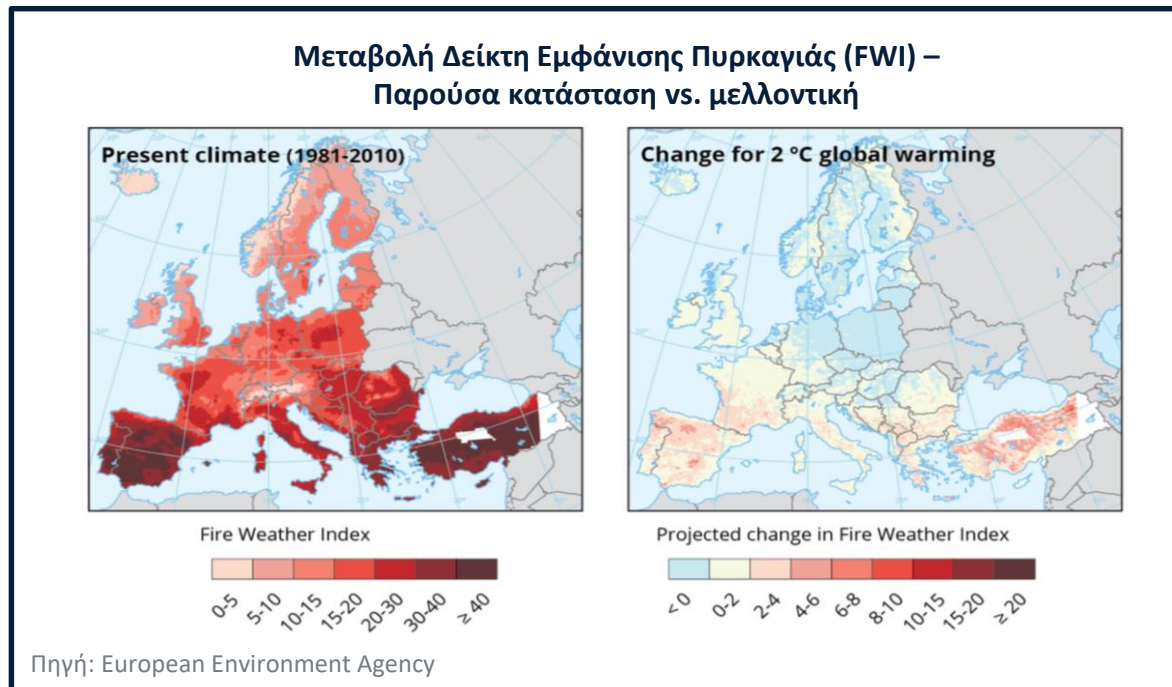 Μεταβολή Δείκτη Εμφάνισης Πυρκαγιάς (FWI) –
Παρούσα κατάσταση vs. μελλοντική
Present climate (1981-2010)
Change for 2 °C global warming
Fire Weather Index
0-5
5-10
10-15
15-20
20-30
30-40
≥ 40
Projected change in Fire Weather Index
< 0
0-2
2-4
4-6
6-8
8-10
10-15
15-20
≥ 20
Πηγή: European Environment Agency